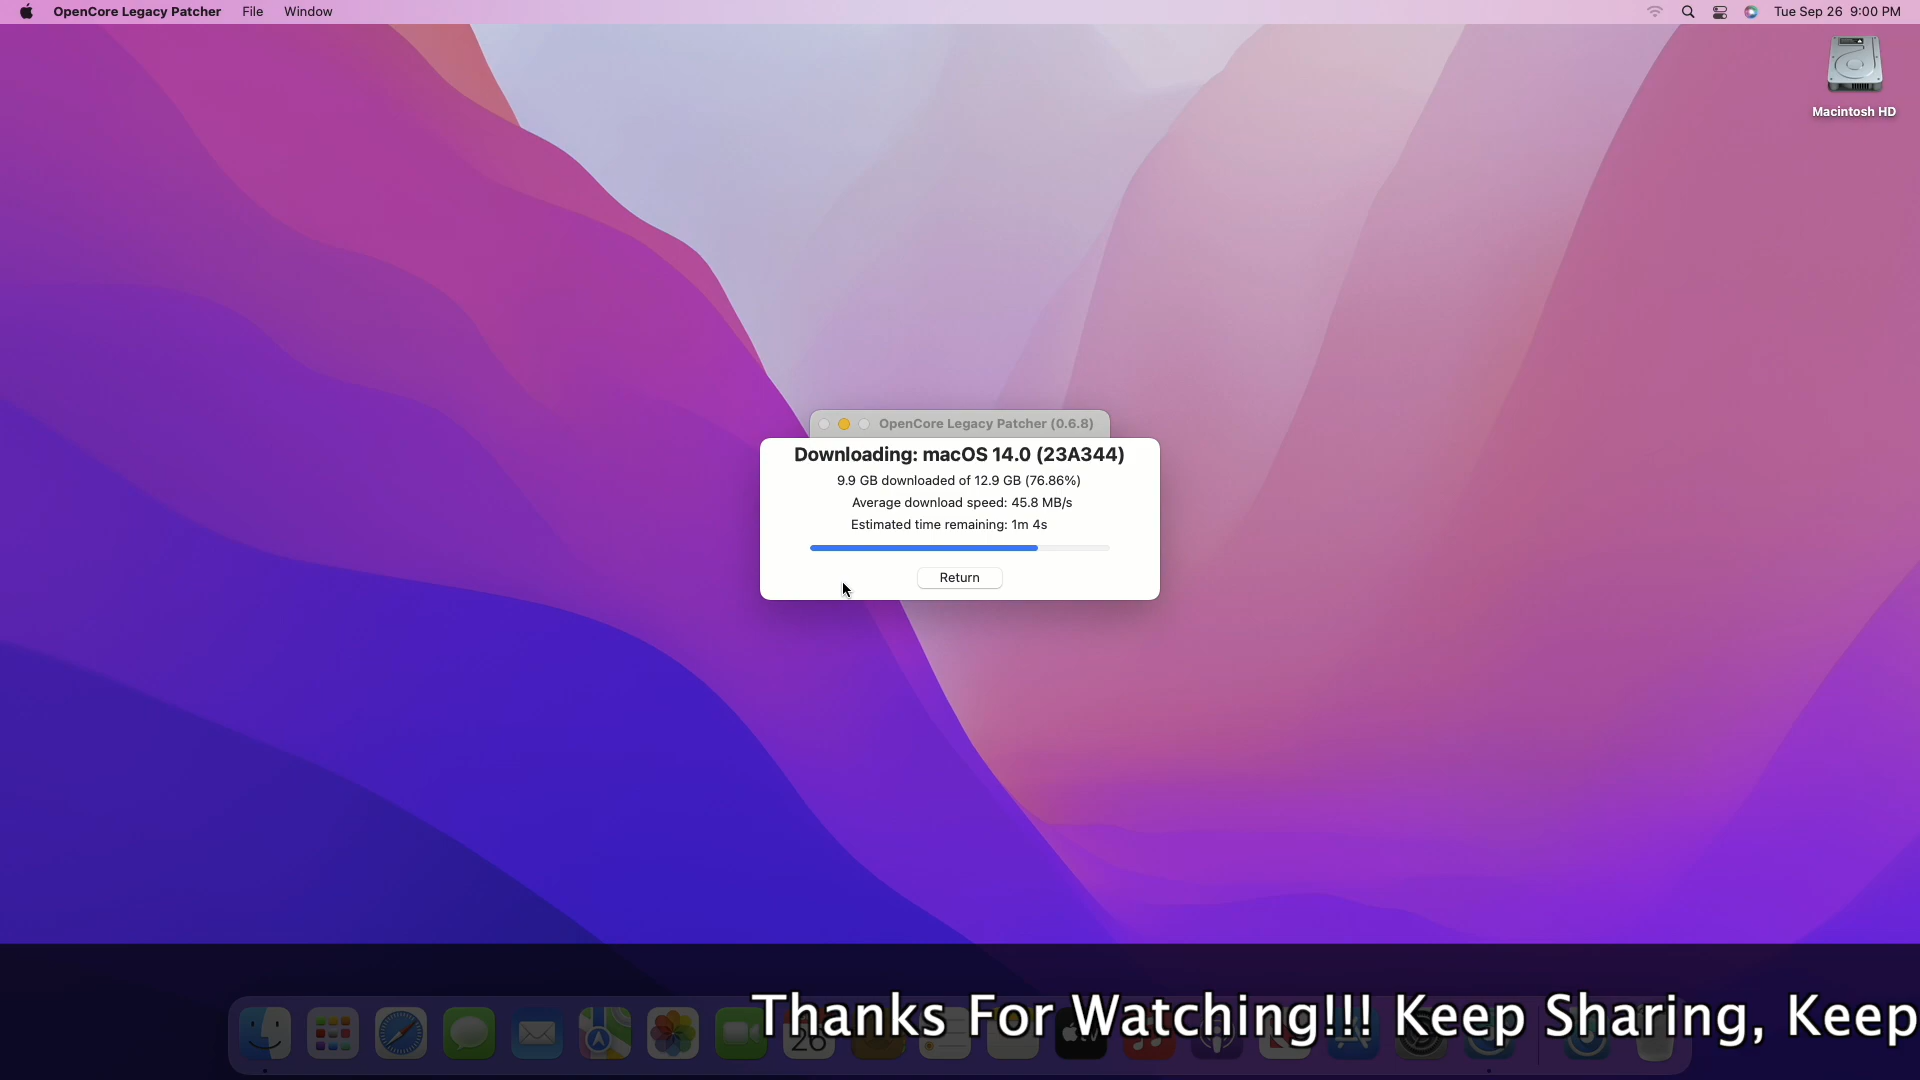 OpenCore Legacy Patcher File Window Tue Sep 26 9:00 PM
Macintosh HD
OpenCore Legacy Patcher (0.6.8)
Downloading: macOS 14.0 (23A344)
9.9 GB downloaded of 12.9 GB (76.86%)
Average download speed: 45.8 MB/s
Estimated time remaining: 1m 4s
Return
Thanks For Watching!!! Keep Sharing, Keep
26